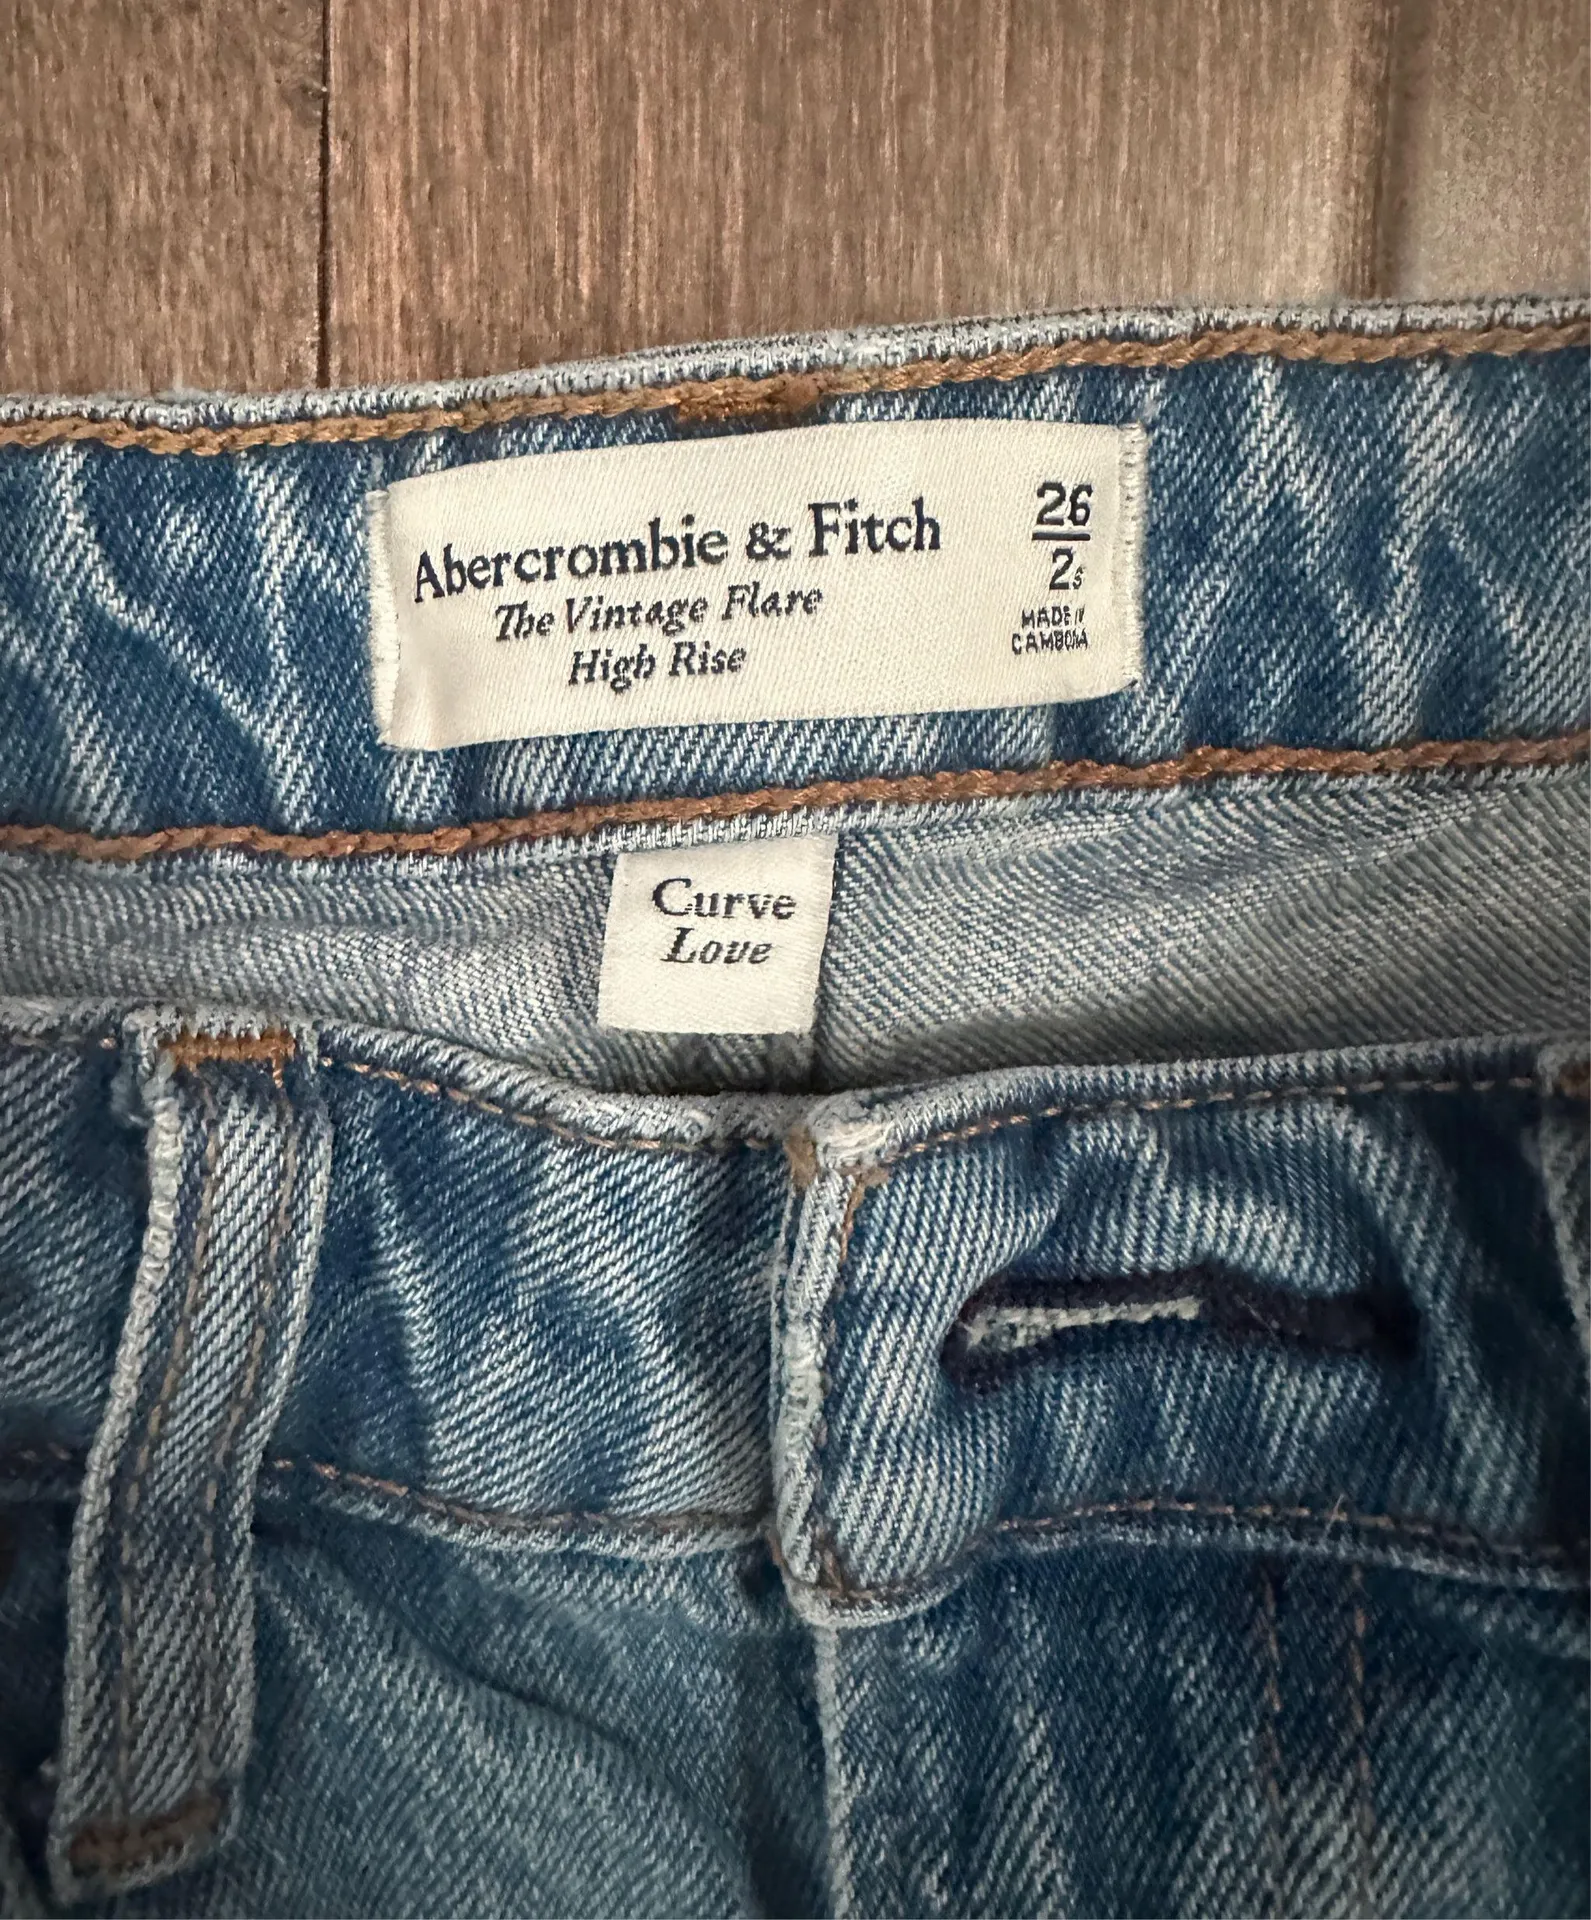 Abercrombie & Fitch
The Vintage Flare
High Rise
26
2s
MADE IN
CAMBODIA
Curve
Love